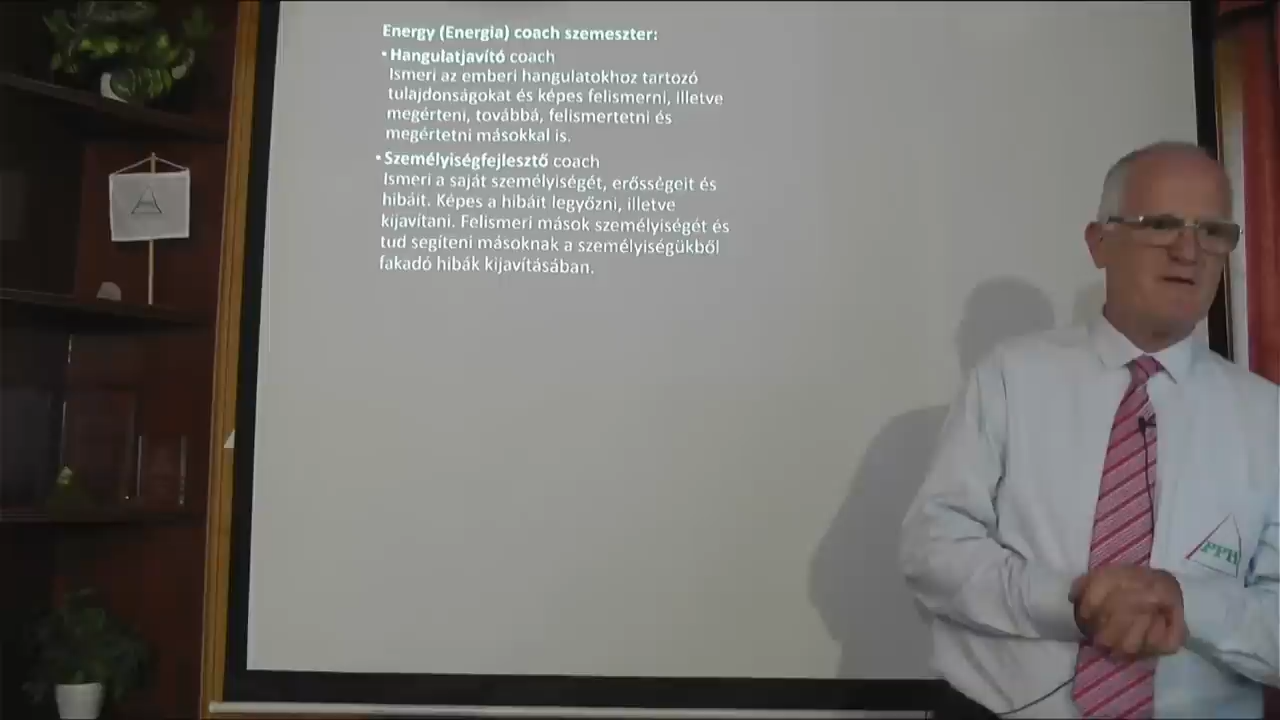 Energy (Energia) coach szemeszter:
• Hangulatjavító coach
Ismeri az emberi hangulatokhoz tartozó
tulajdonságokat és képes felismerni, illetve
megérteni, továbbá, felismertetni és
megértetni másokkal is.
• Személyiségfejlesztő coach
Ismeri a saját személyiségét, erősségeit és
hibáit. Képes a hibáit legyőzni, illetve
kijavítani. Felismeri mások személyiségét és
tud segíteni másoknak a személyiségükből
fakadó hibák kijavításában.
PPH